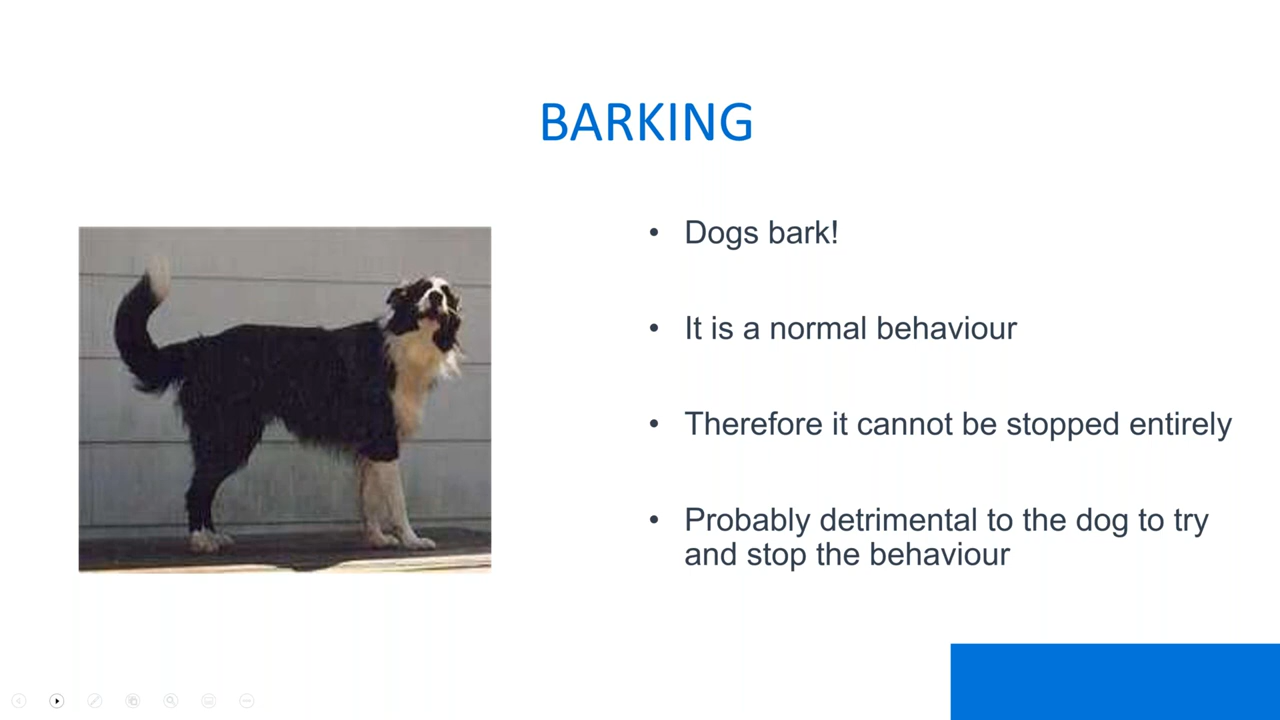 BARKING
• Dogs bark!
• It is a normal behaviour
• Therefore it cannot be stopped entirely
• Probably detrimental to the dog to try
and stop the behaviour